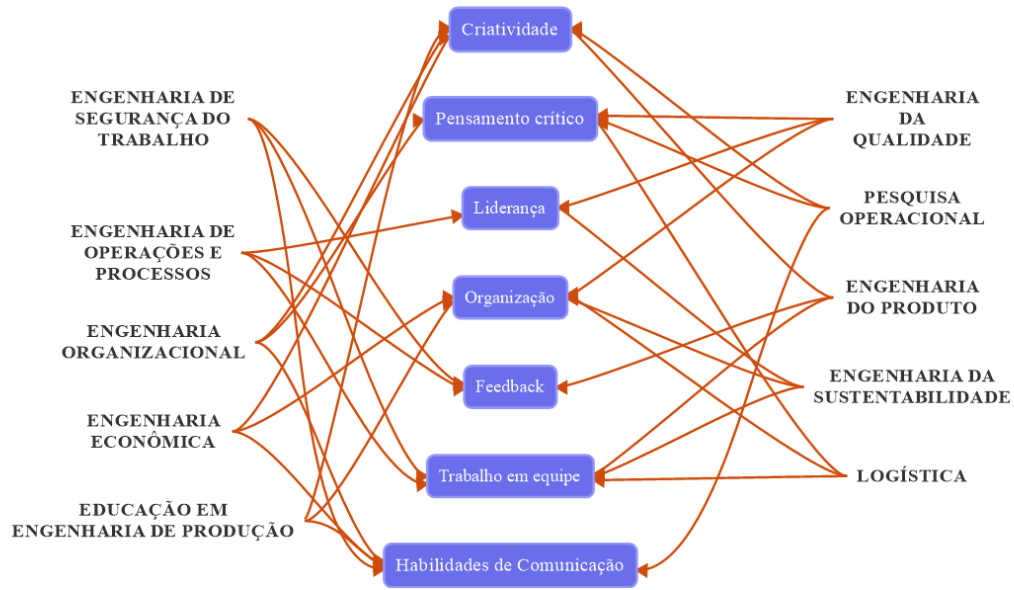 ENGENHARIA DE
SEGURANÇA DO
TRABALHO
ENGENHARIA DE
OPERAÇÕES E
PROCESSOS
ENGENHARIA
ORGANIZACIONAL
ENGENHARIA
ECONÔMICA
EDUCAÇÃO EM
ENGENHARIA DE PRODUÇÃO
Criatividade
Pensamento crítico
Liderança
Organização
Feedback
Trabalho em equipe
Habilidades de Comunicação
ENGENHARIA
DA
QUALIDADE
PESQUISA
OPERACIONAL
ENGENHARIA
DO PRODUTO
ENGENHARIA DA
SUSTENTABILIDADE
LOGÍSTICA